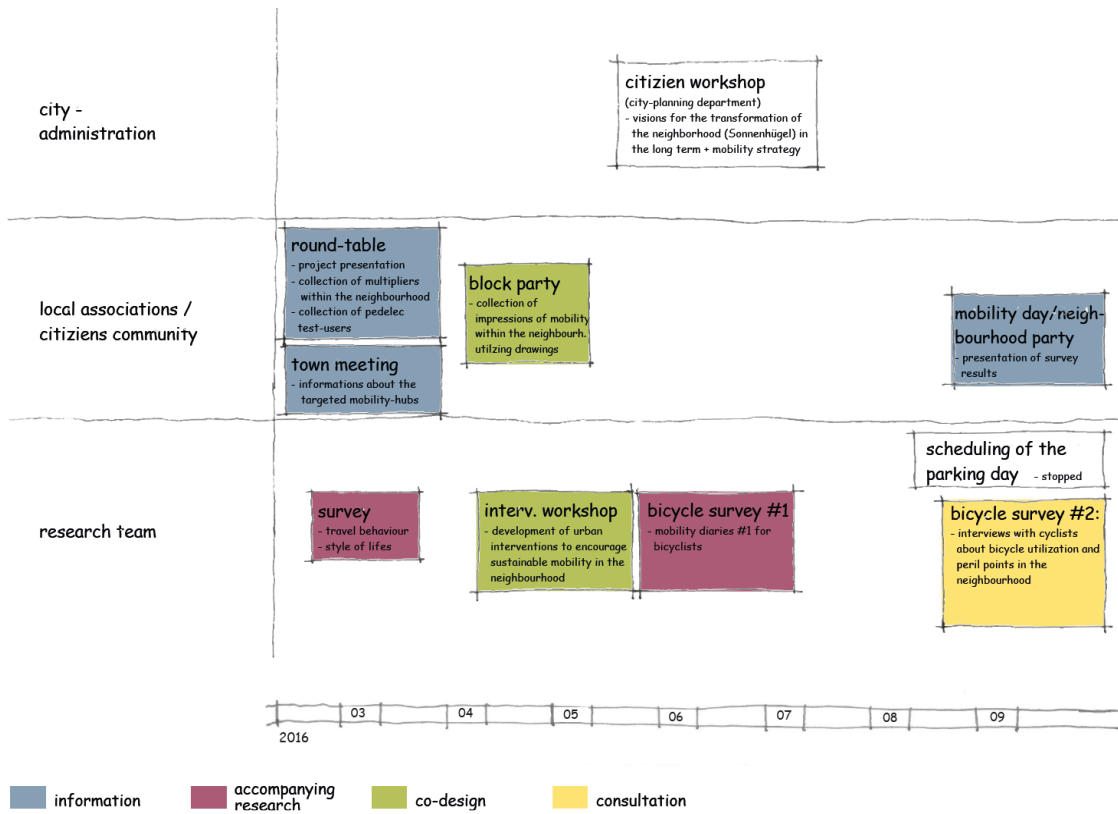 city -
administration
citizien workshop
(city-planning department)
- visions for the transformation of
the neighborhood (Sonnenhügel) in
the long term + mobility strategy
local associations /
citiziens community
round-table
- project presentation
- collection of multipliers
within the neighbourhood
- collection of pedelec
test-users
town meeting
- informations about the
targeted mobility-hubs
block party
- collection of
impressions of mobility
within the neighbourh.
utilzing drawings
mobility day/neigh-
bourhood party
- presentation of survey
results
research team
survey
- travel behaviour
- style of lifes
interv. workshop
- development of urban
interventions to encourage
sustainable mobility in the
neighbourhood
bicycle survey #1
- mobility diaries #1 for
bicyclists
scheduling of the
parking day - stopped
bicycle survey #2:
- interviews with cyclists
about bicycle utilization and
peril points in the
neighbourhood
03 04 05 06 07 08 09
2016
information
accompanying
research
co-design
consultation